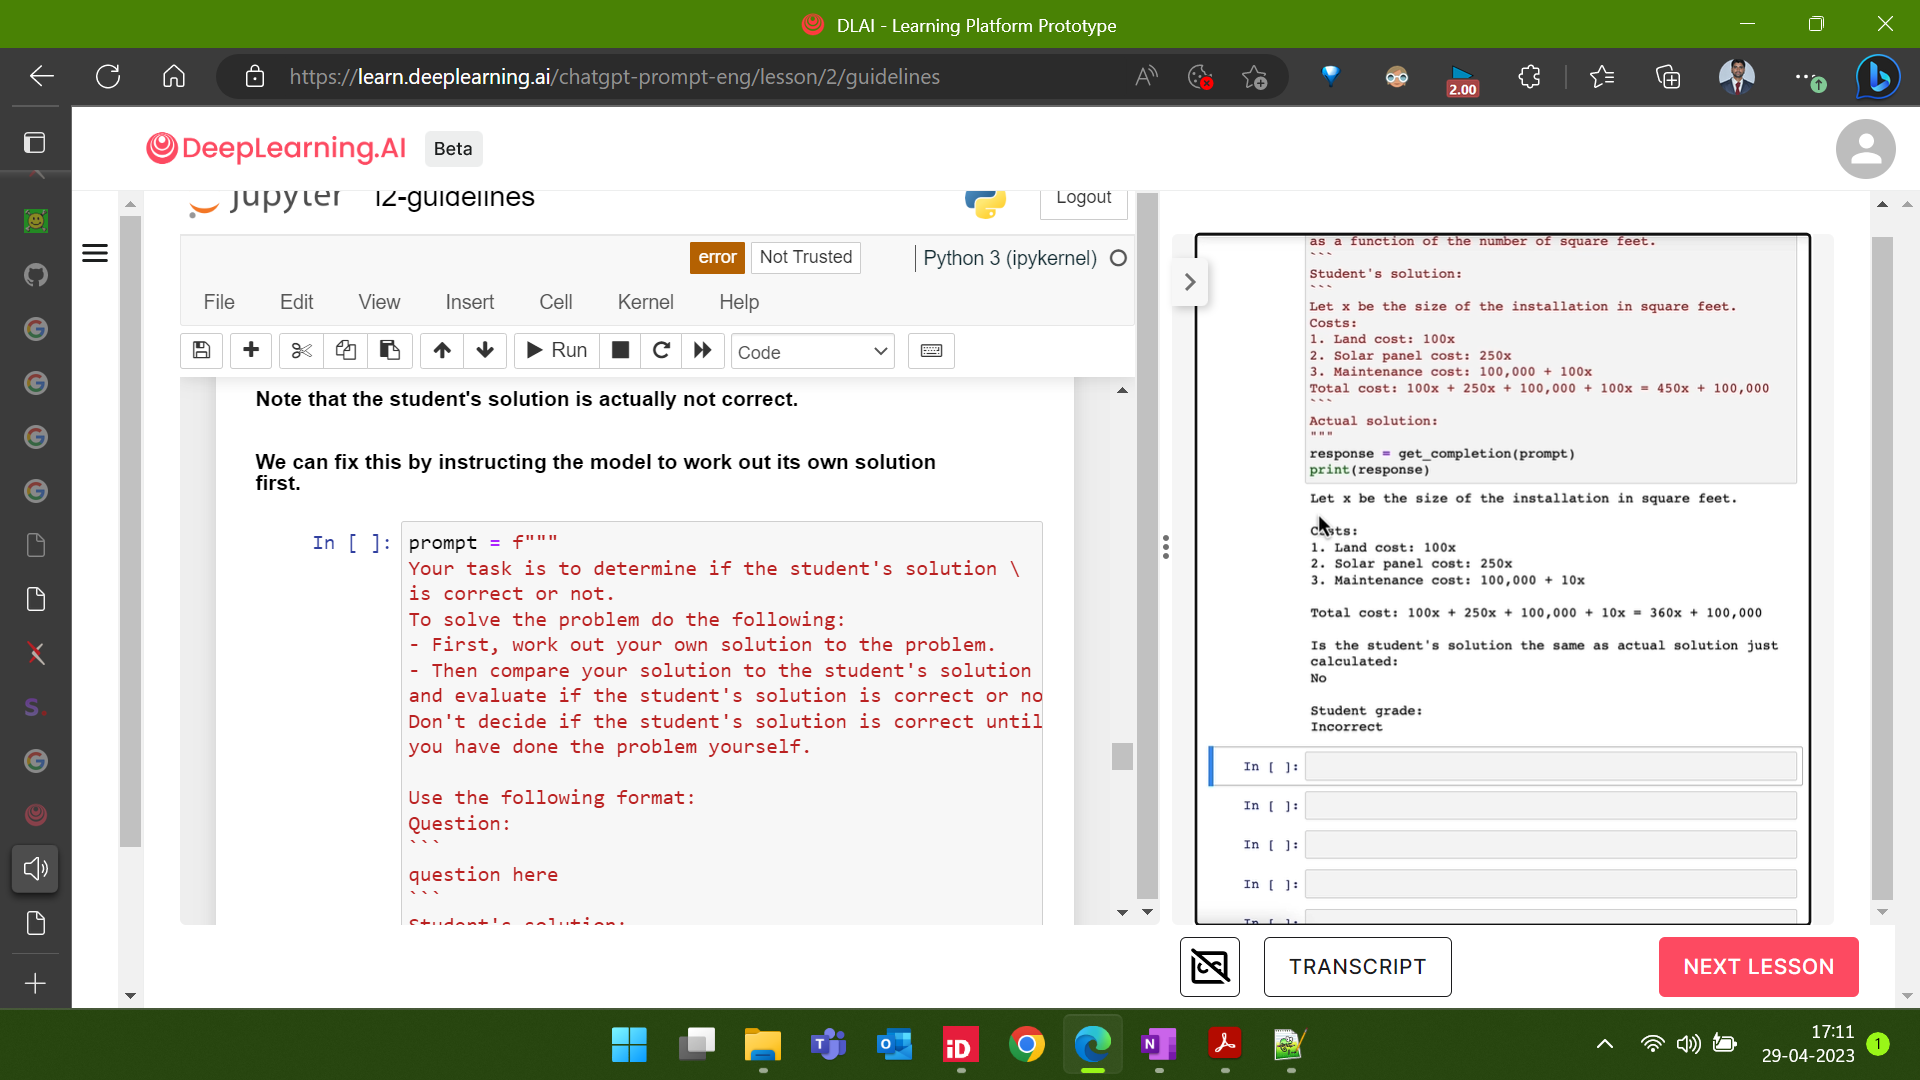 DLAI - Learning Platform Prototype
https://learn.deeplearning.ai/chatgpt-prompt-eng/lesson/2/guidelines
2.00
DeepLearning.AI
Beta
jupyter l2-guidelines
Logout
error
Not Trusted
Python 3 (ipykernel)
File Edit View Insert Cell Kernel Help
Run
Code
Note that the student's solution is actually not correct.
We can fix this by instructing the model to work out its own solution
first.
In [ ]:
prompt = f"""
Your task is to determine if the student's solution \
is correct or not.
To solve the problem do the following:
- First, work out your own solution to the problem.
- Then compare your solution to the student's solution
and evaluate if the student's solution is correct or no
Don't decide if the student's solution is correct until
you have done the problem yourself.
Use the following format:
Question:
```
question here
```
Student's solution:
as a function of the number of square feet.
```
Student's solution:
```
Let x be the size of the installation in square feet.
Costs:
1. Land cost: 100x
2. Solar panel cost: 250x
3. Maintenance cost: 100,000 + 100x
Total cost: 100x + 250x + 100,000 + 100x = 450x + 100,000
```
Actual solution:
"""
response = get_completion(prompt)
print(response)
Let x be the size of the installation in square feet.
Costs:
1. Land cost: 100x
2. Solar panel cost: 250x
3. Maintenance cost: 100,000 + 10x
Total cost: 100x + 250x + 100,000 + 10x = 360x + 100,000
Is the student's solution the same as actual solution just
calculated:
No
Student grade:
Incorrect
In [ ]:
In [ ]:
In [ ]:
In [ ]:
In [ ]:
TRANSCRIPT
NEXT LESSON
17:11
29-04-2023
1